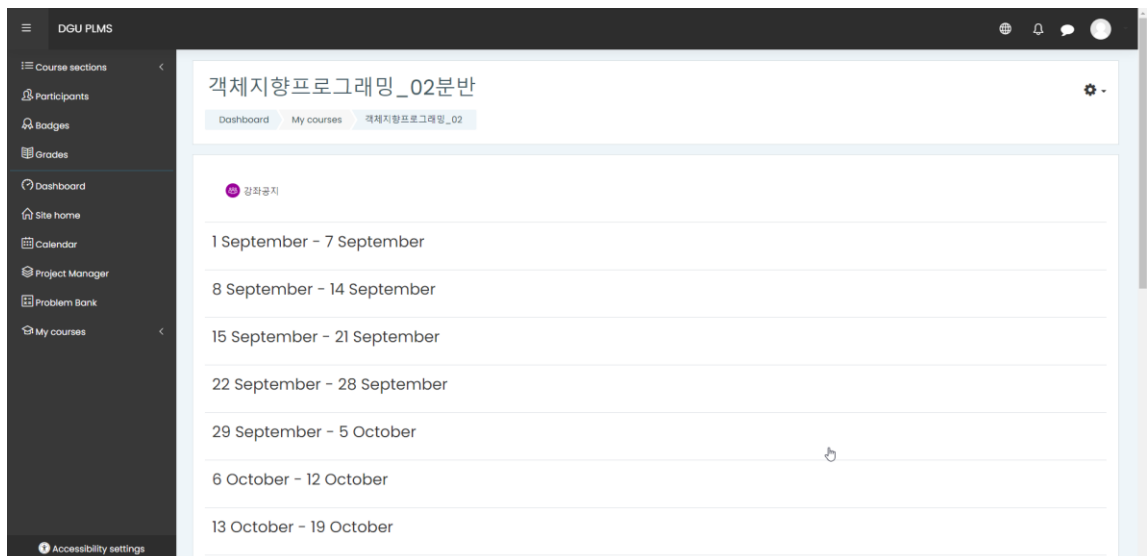 DGU PLMS
Course sections
Participants
Badges
Grades
Dashboard
Site home
Calendar
Project Manager
Problem Bank
My courses
Accessibility settings
객체지향프로그래밍_02분반
Dashboard My courses 객체지향프로그래밍_02
강좌공지
1 September - 7 September
8 September - 14 September
15 September - 21 September
22 September - 28 September
29 September - 5 October
6 October - 12 October
13 October - 19 October